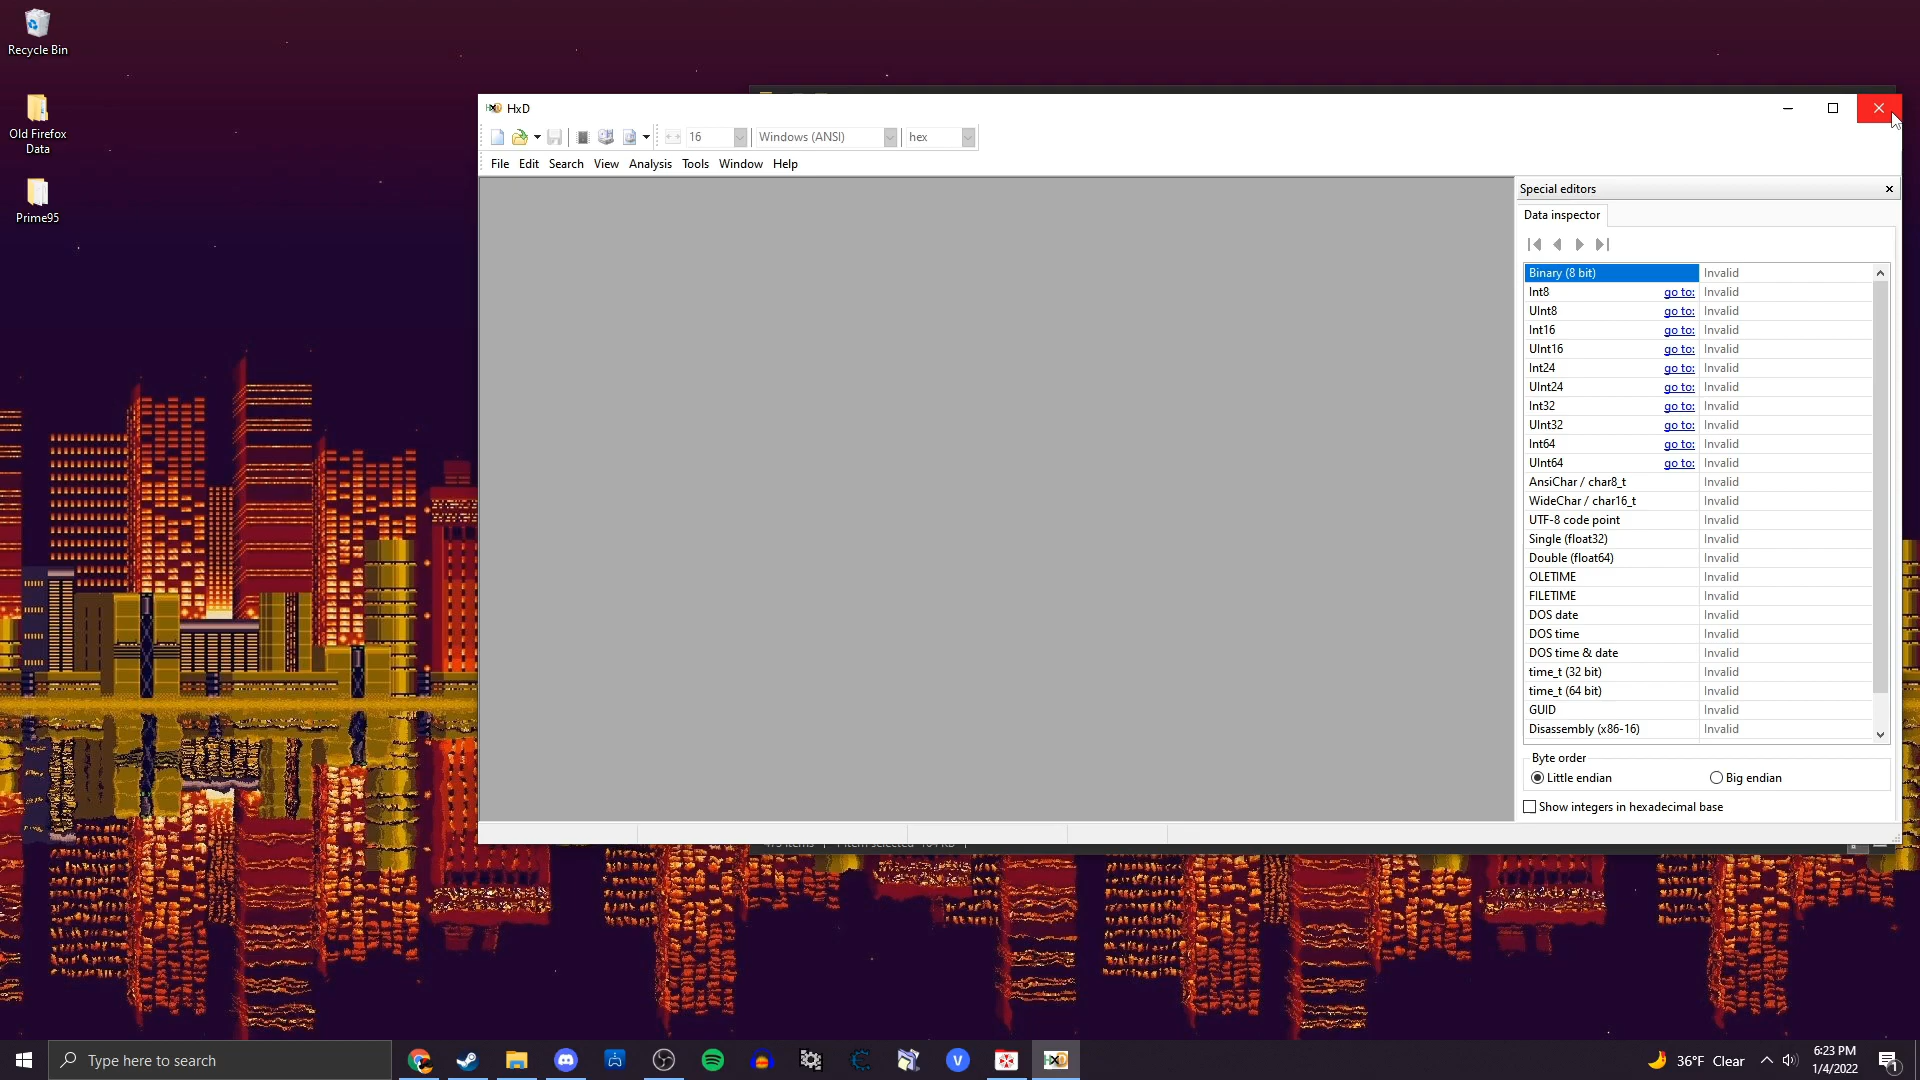 Recycle Bin
Old Firefox
Data
Prime95
HxD
16
Windows (ANSI)
hex
File Edit Search View Analysis Tools Window Help
Special editors
Data inspector
Binary (8 bit) Invalid
Int8 go to: Invalid
UInt8 go to: Invalid
Int16 go to: Invalid
UInt16 go to: Invalid
Int24 go to: Invalid
UInt24 go to: Invalid
Int32 go to: Invalid
UInt32 go to: Invalid
Int64 go to: Invalid
UInt64 go to: Invalid
AnsiChar / char8_t Invalid
WideChar / char16_t Invalid
UTF-8 code point Invalid
Single (float32) Invalid
Double (float64) Invalid
OLETIME Invalid
FILETIME Invalid
DOS date Invalid
DOS time Invalid
DOS time & date Invalid
time_t (32 bit) Invalid
time_t (64 bit) Invalid
GUID Invalid
Disassembly (x86-16) Invalid
Byte order
Little endian Big endian
Show integers in hexadecimal base
Type here to search
36°F Clear
6:23 PM
1/4/2022
1